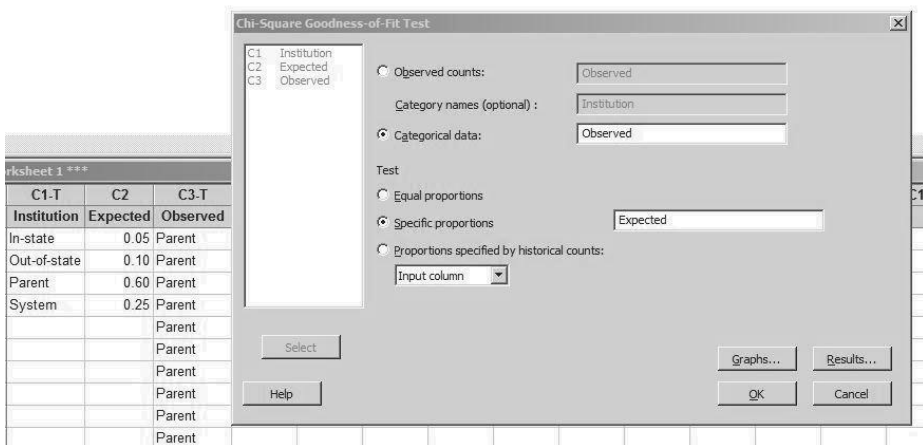 Chi-Square Goodness-of-Fit Test
C1 Institution
C2 Expected
C3 Observed
Observed counts: Observed
Category names (optional) : Institution
Categorical data: Observed
Test
Equal proportions
Specific proportions Expected
Proportions specified by historical counts:
Input column
Select
Graphs... Results...
Help OK Cancel
rksheet 1 ***
C1-T C2 C3-T
Institution Expected Observed
In-state 0.05 Parent
Out-of-state 0.10 Parent
Parent 0.60 Parent
System 0.25 Parent
Parent
Parent
Parent
Parent
Parent
Parent
C1